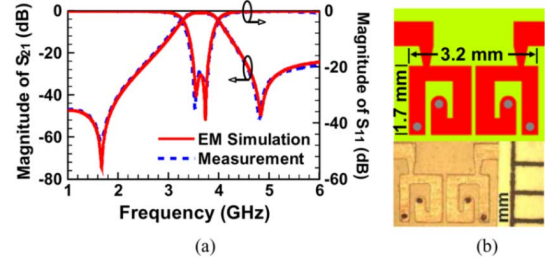 0
-20
-40
-60
-80
0
-20
-40
-60
Magnitude of S21 (dB)
Magnitude of S11 (dB)
EM Simulation
Measurement
1 2 3 4 5 6
Frequency (GHz)
(a)
3.2 mm
1.7 mm
mm
(b)